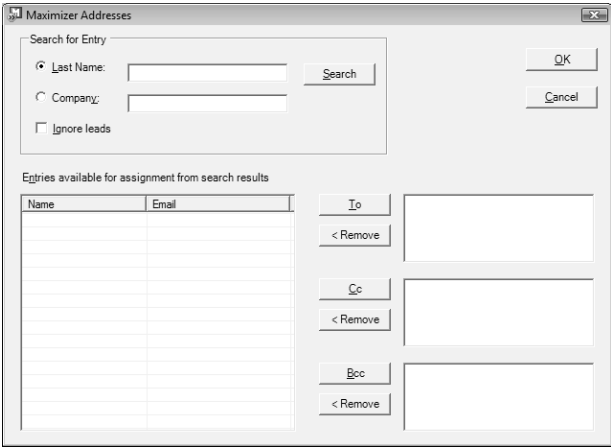 Maximizer Addresses
Search for Entry
Last Name:
Search
OK
Company:
Cancel
Ignore leads
Entries available for assignment from search results
Name Email
To
< Remove
Cc
< Remove
Bcc
< Remove